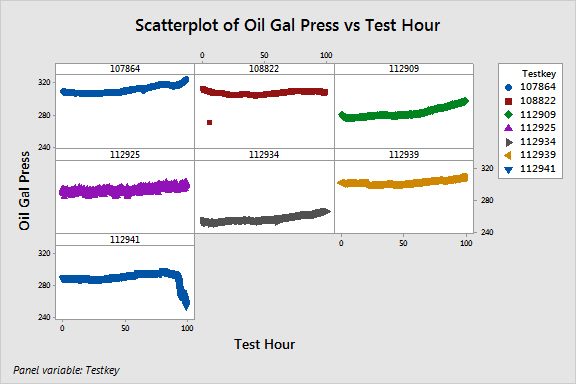 Scatterplot of Oil Gal Press vs Test Hour
0 50 100
107864 108822 112909
320
280
240
112925 112934 112939
320
280
240
0 50 100
112941
320
280
240
0 50 100
Oil Gal Press
Test Hour
Testkey
107864
108822
112909
112925
112934
112939
112941
Panel variable: Testkey